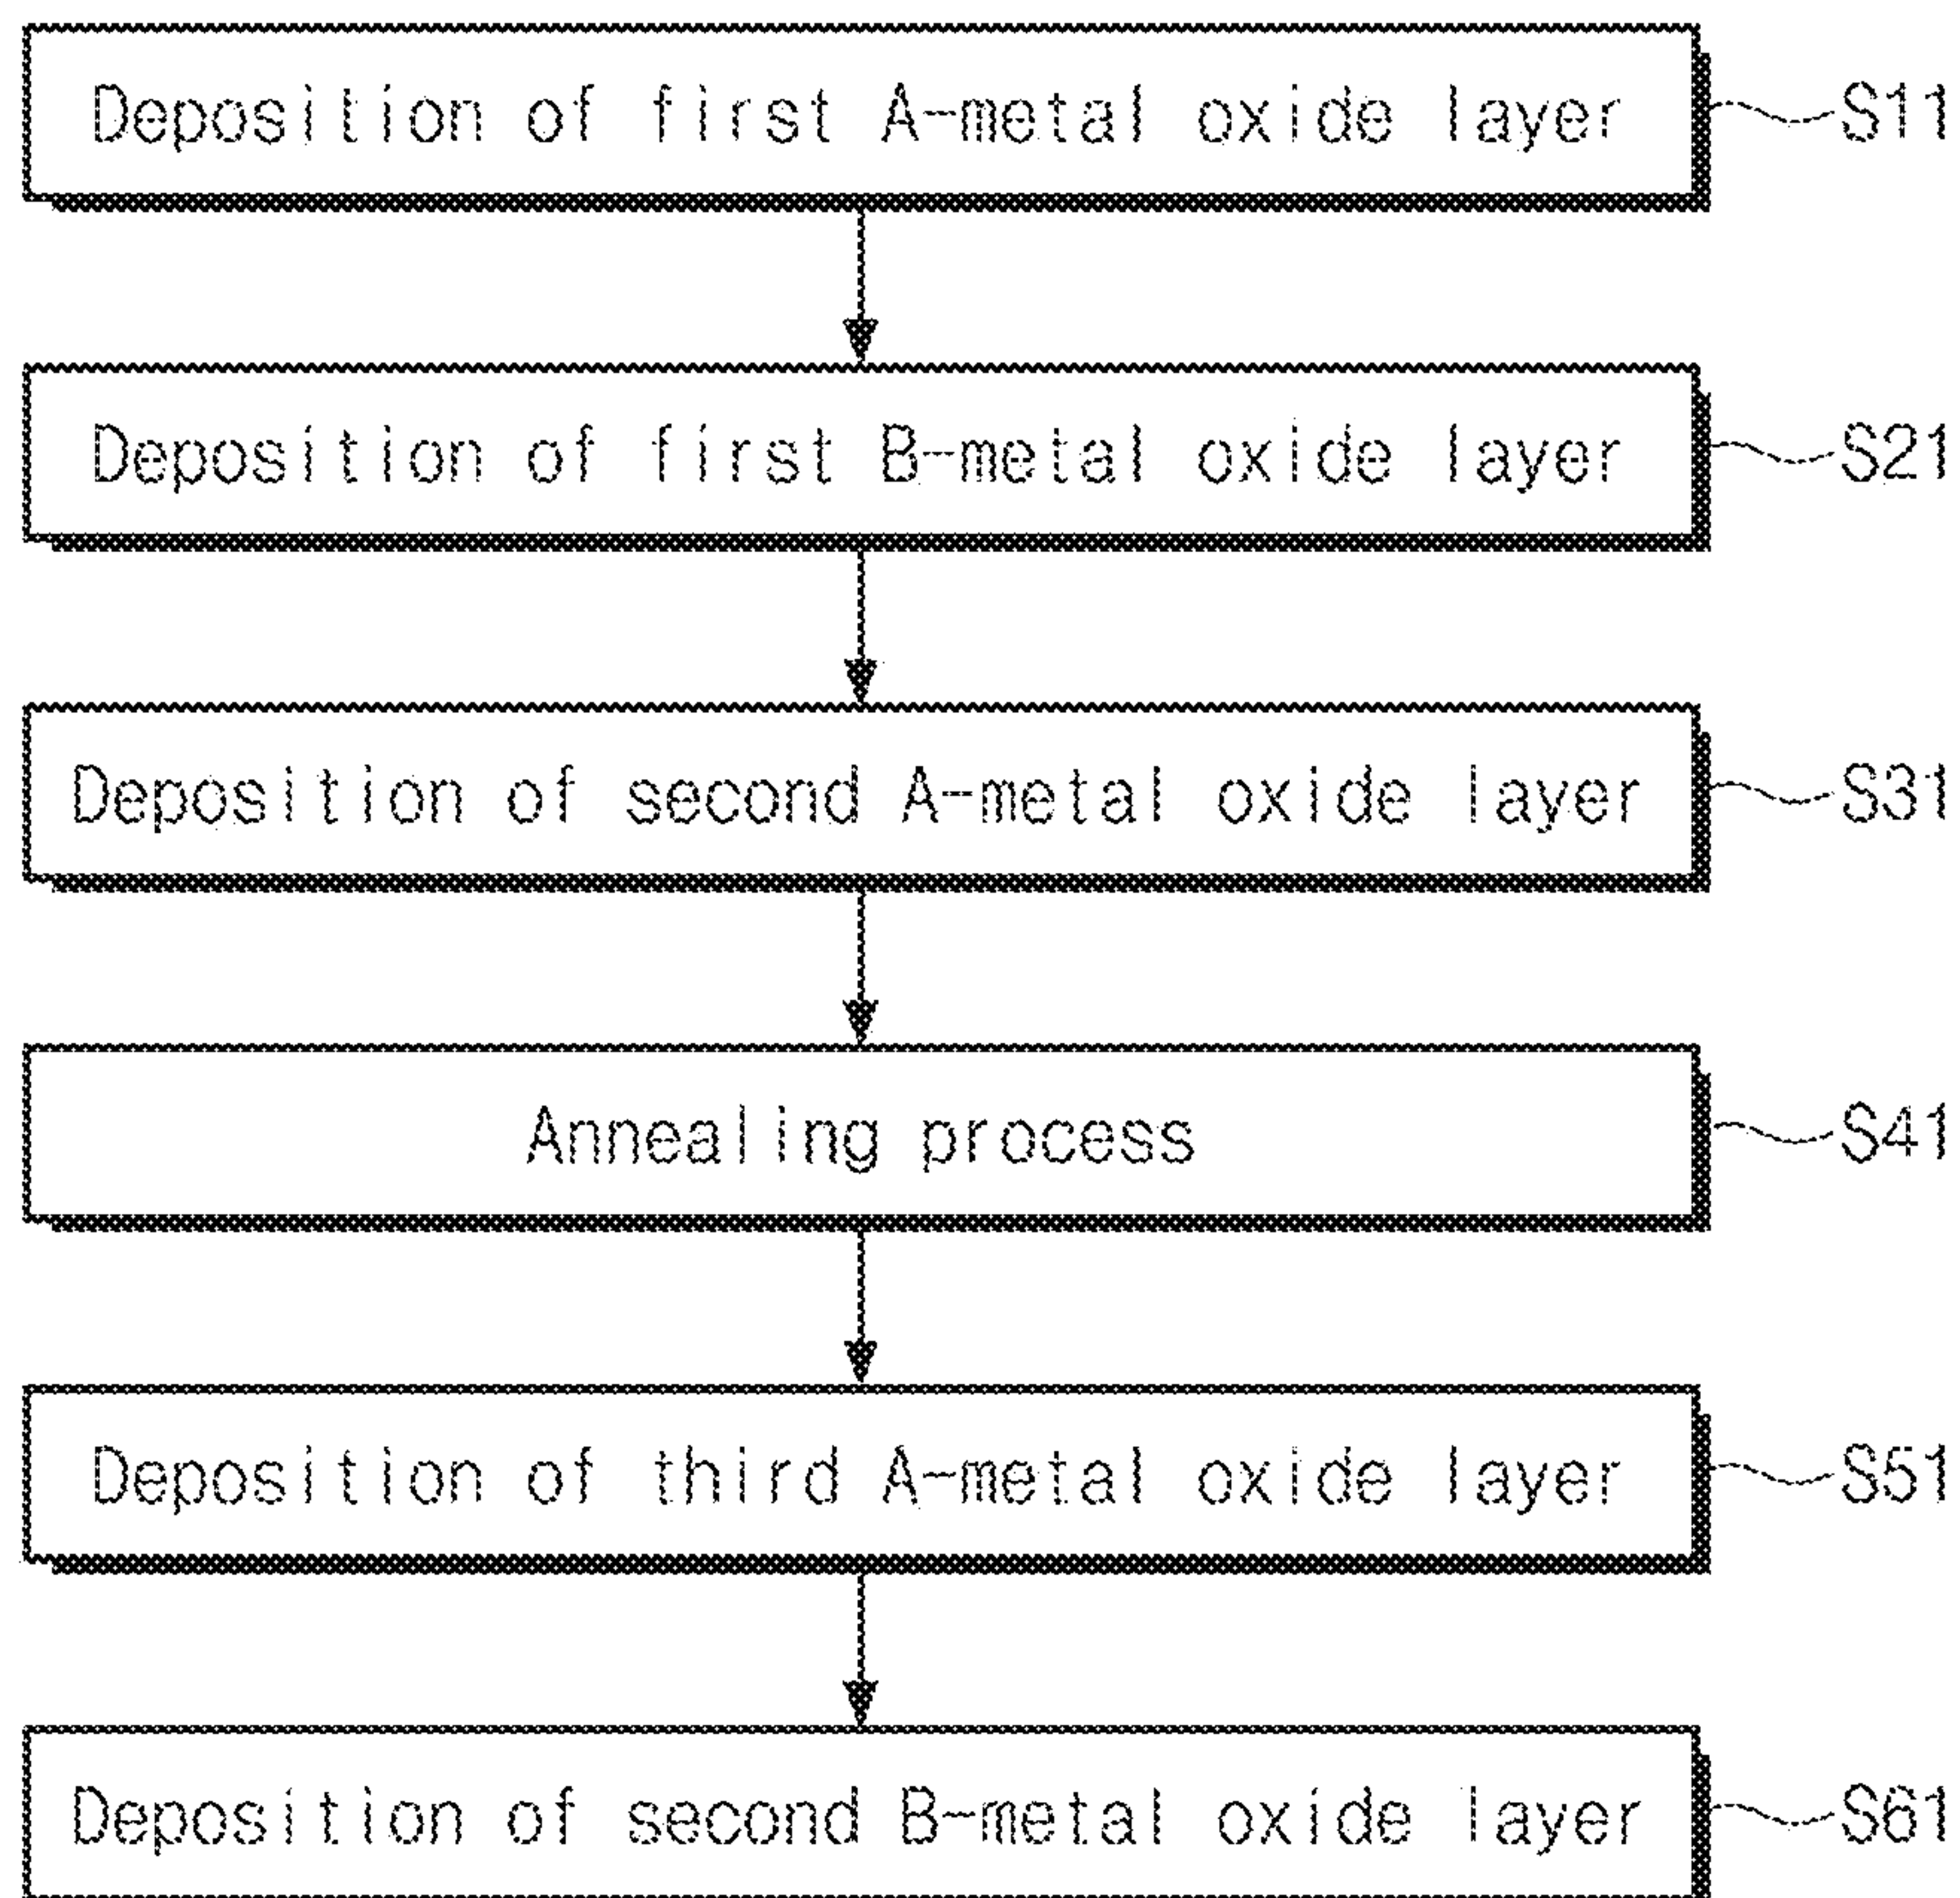 Deposition of first A-metal oxide layer S11
Deposition of first B-metal oxide layer S21
Deposition of second A-metal oxide layer S31
Annealing process S41
Deposition of third A-metal oxide layer S51
Deposition of second B-metal oxide layer S61